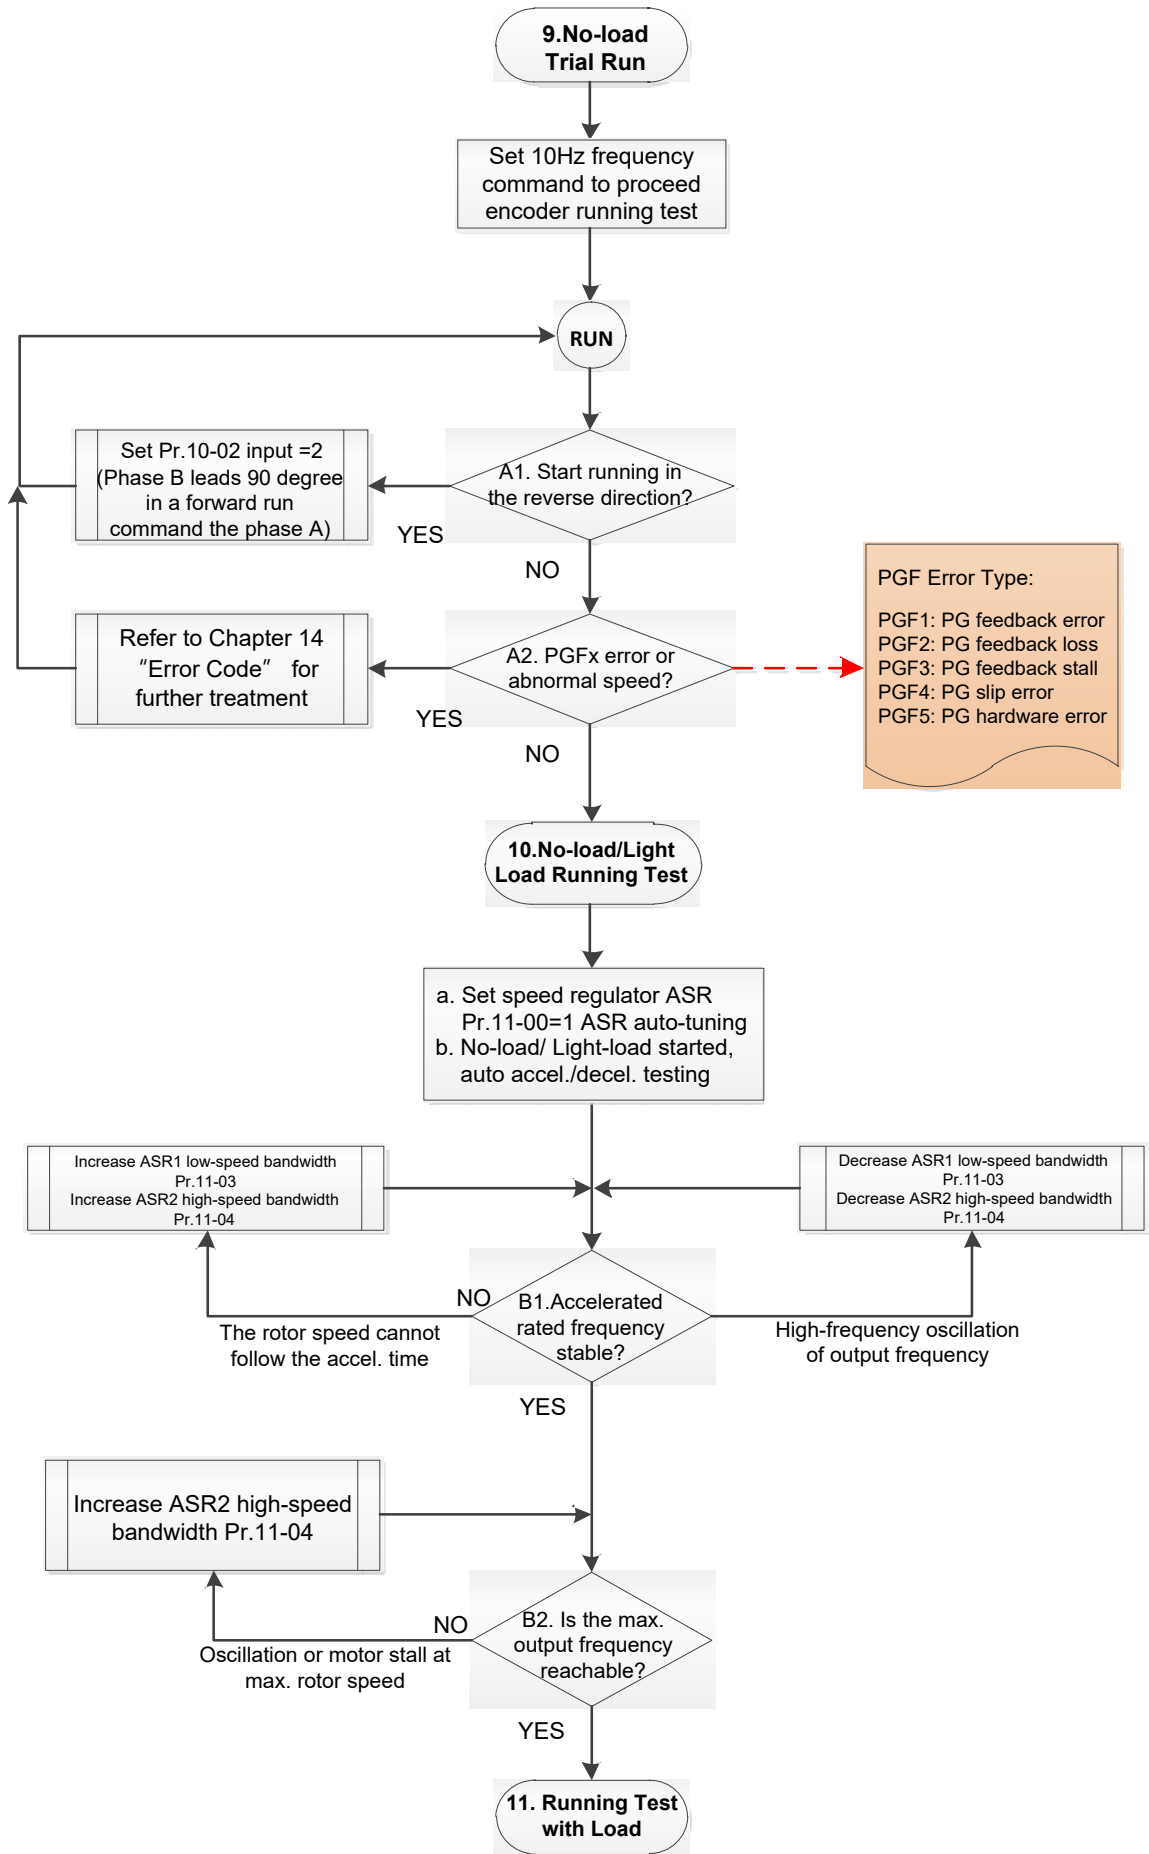 9.No-load
Trial Run
Set 10Hz frequency
command to proceed
encoder running test
RUN
Set Pr.10-02 input =2
(Phase B leads 90 degree
in a forward run
command the phase A)
A1. Start running in
the reverse direction?
YES
NO
PGF Error Type:
PGF1: PG feedback error
PGF2: PG feedback loss
PGF3: PG feedback stall
PGF4: PG slip error
PGF5: PG hardware error
Refer to Chapter 14
“Error Code” for
further treatment
A2. PGFx error or
abnormal speed?
YES
NO
10.No-load/Light
Load Running Test
a. Set speed regulator ASR
Pr.11-00=1 ASR auto-tuning
b. No-load/ Light-load started,
auto accel./decel. testing
Increase ASR1 low-speed bandwidth
Pr.11-03
Increase ASR2 high-speed bandwidth
Pr.11-04
Decrease ASR1 low-speed bandwidth
Pr.11-03
Decrease ASR2 high-speed bandwidth
Pr.11-04
NO
B1.Accelerated
rated frequency
stable?
The rotor speed cannot
follow the accel. time
High-frequency oscillation
of output frequency
YES
Increase ASR2 high-speed
bandwidth Pr.11-04
NO
B2. Is the max.
output frequency
reachable?
Oscillation or motor stall at
max. rotor speed
YES
11. Running Test
with Load